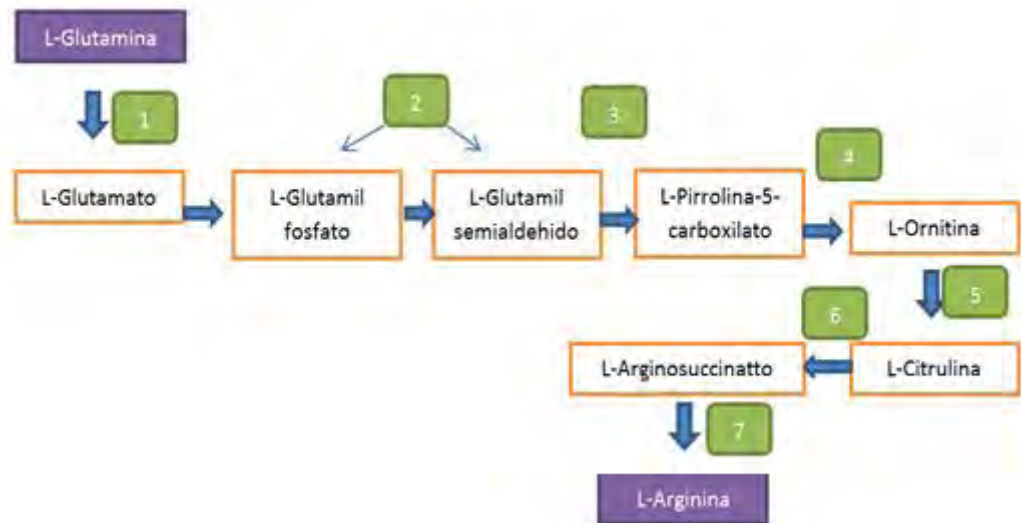 L-Glutamina
1
2
3
4
L-Glutamato
L-Glutamil
fosfato
L-Glutamil
semialdehido
L-Pirrolina-5-
carboxilato
L-Ornitina
5
6
L-Arginosuccinatto
L-Citrulina
7
L-Arginina